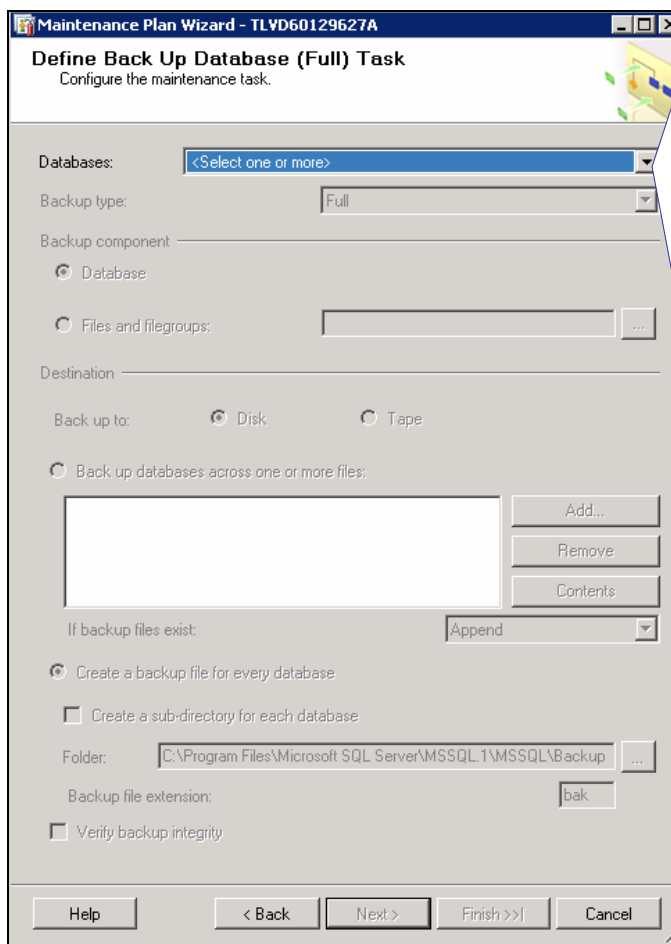 Maintenance Plan Wizard - TLVD60129627A
Define Back Up Database (Full) Task
Configure the maintenance task.
Databases: <Select one or more>
Backup type: Full
Backup component
Database
Files and filegroups: ...
Destination
Back up to: Disk Tape
Back up databases across one or more files:
Add...
Remove
Contents
If backup files exist: Append
Create a backup file for every database
Create a sub-directory for each database
Folder: C:\Program Files\Microsoft SQL Server\MSSQL.1\MSSQL\Backup ...
Backup file extension: bak
Verify backup integrity
Help < Back Next > Finish >>| Cancel